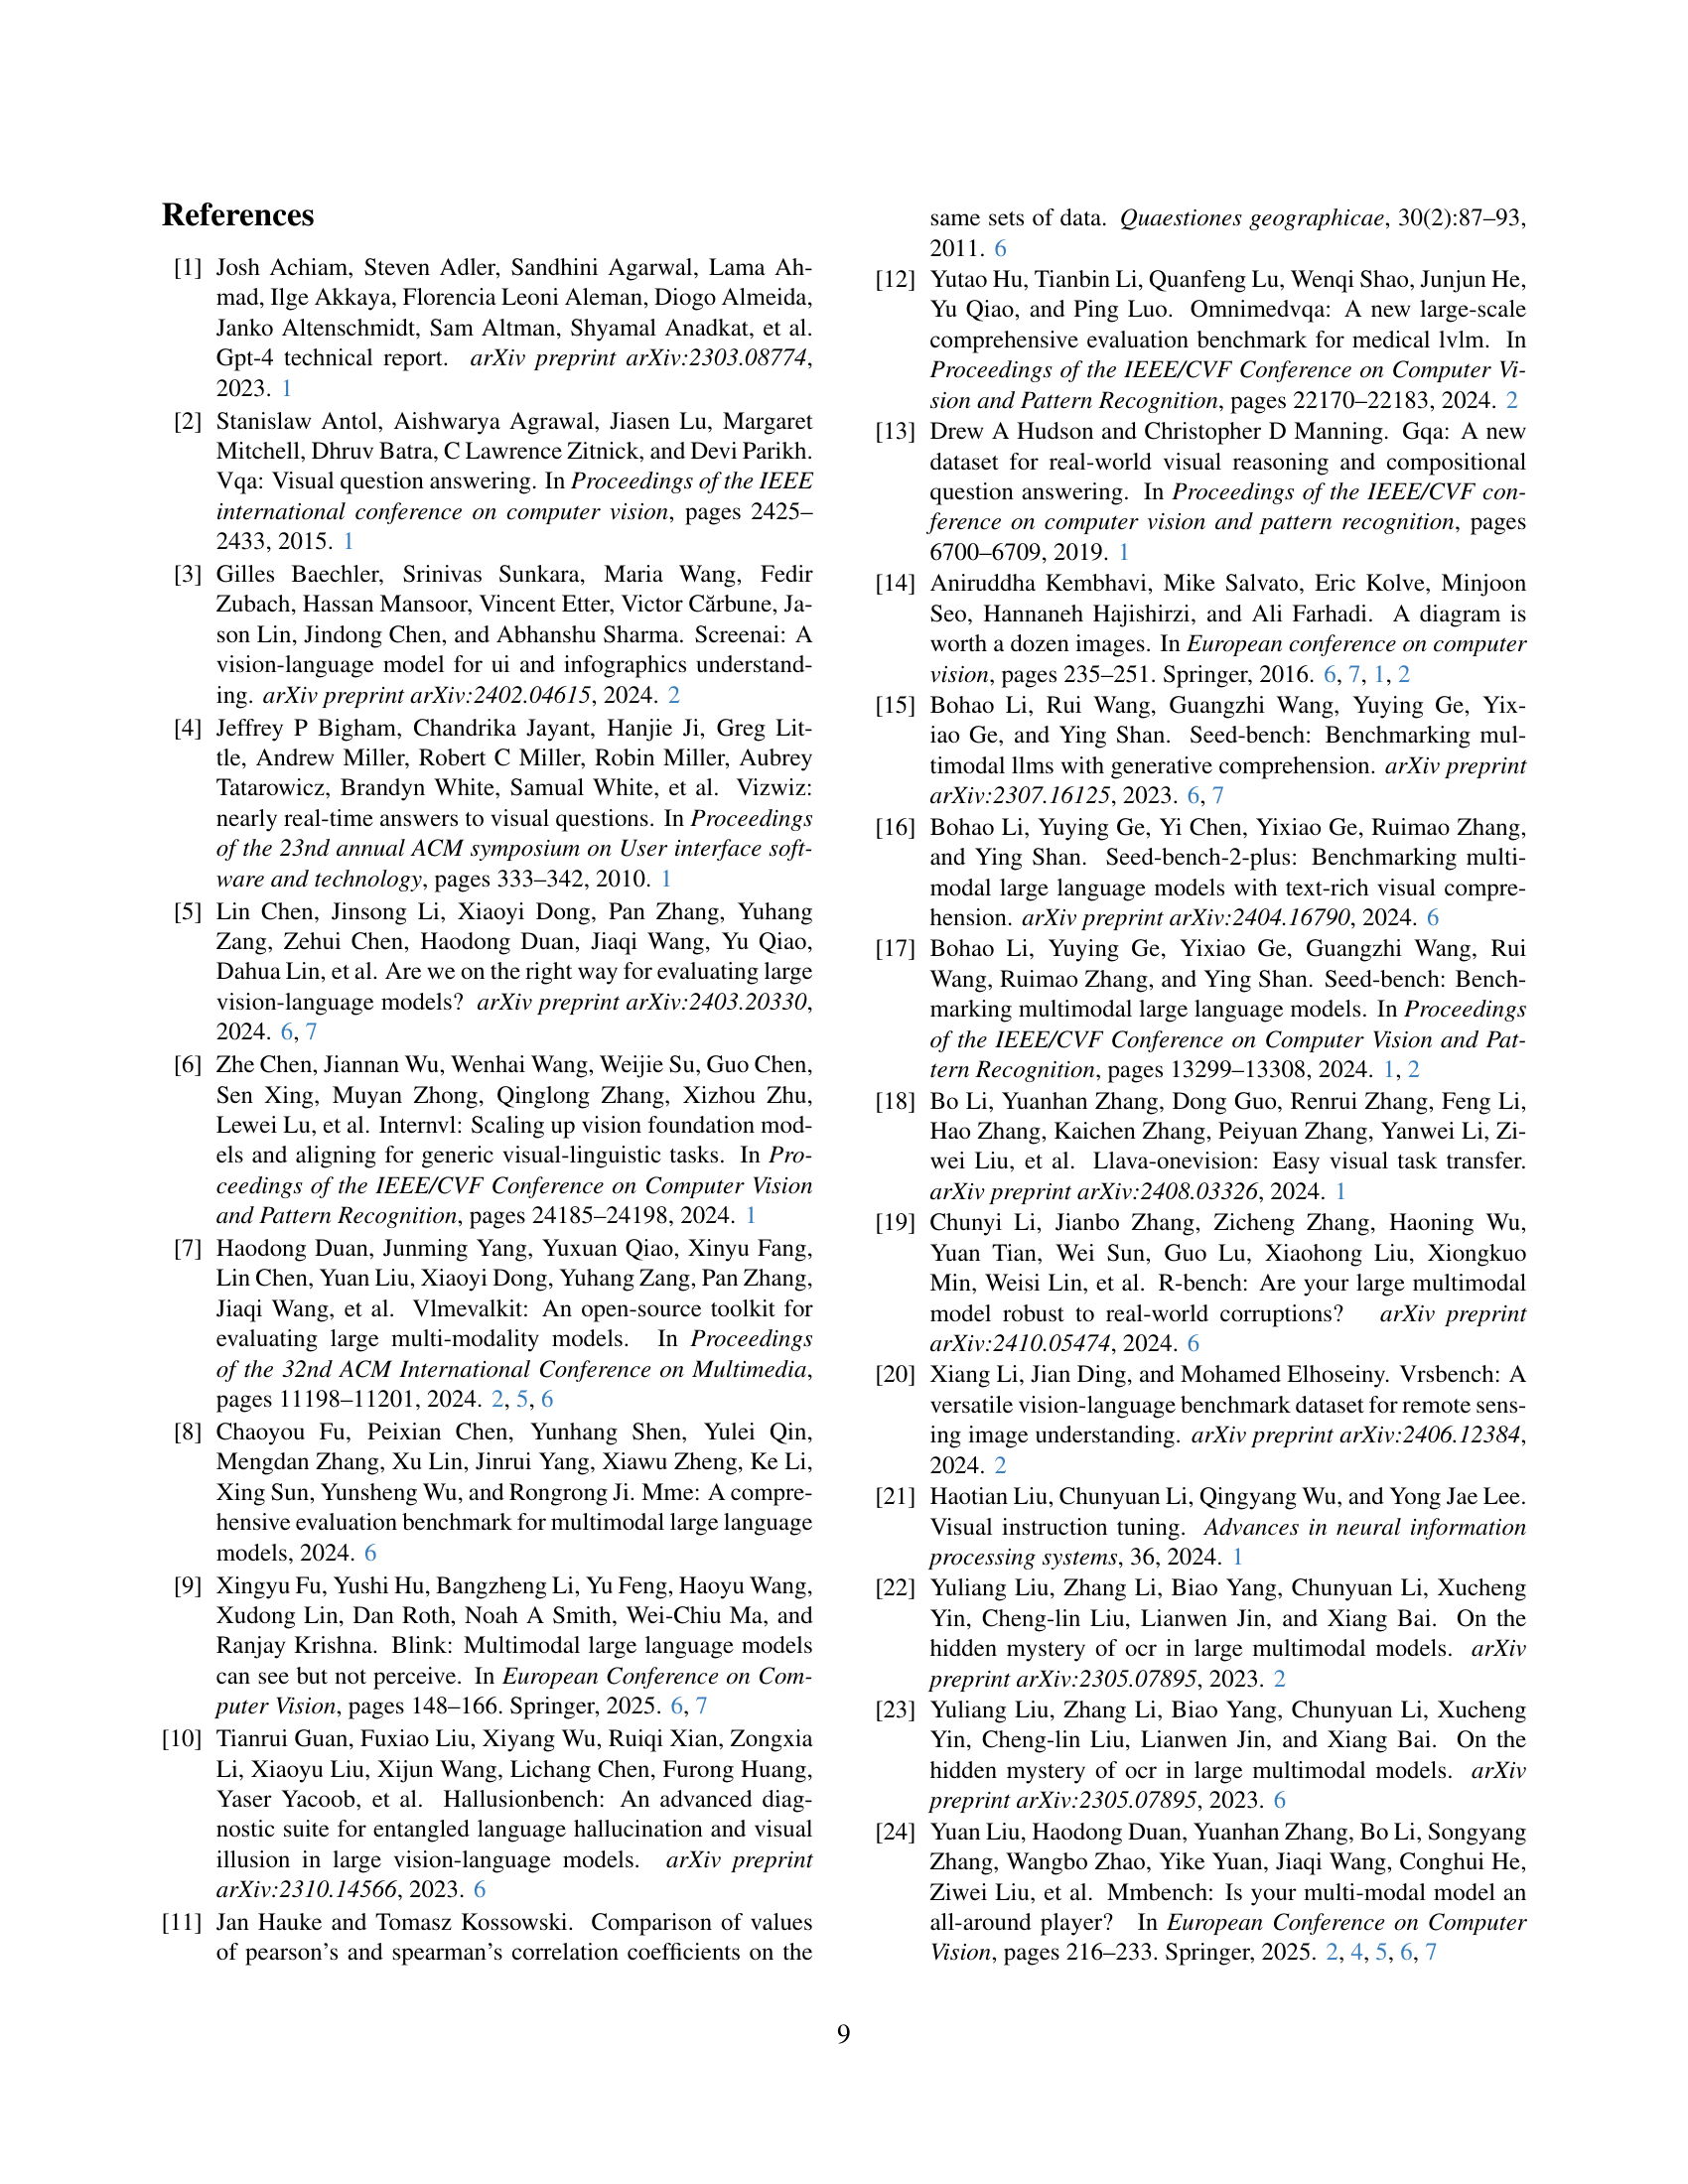 References
[1] Josh Achiam, Steven Adler, Sandhini Agarwal, Lama Ah-
mad, Ilge Akkaya, Florencia Leoni Aleman, Diogo Almeida,
Janko Altenschmidt, Sam Altman, Shyamal Anadkat, et al.
Gpt-4 technical report. arXiv preprint arXiv:2303.08774,
2023. 1
[2] Stanislaw Antol, Aishwarya Agrawal, Jiasen Lu, Margaret
Mitchell, Dhruv Batra, C Lawrence Zitnick, and Devi Parikh.
Vqa: Visual question answering. In Proceedings of the IEEE
international conference on computer vision, pages 2425–
2433, 2015. 1
[3] Gilles Baechler, Srinivas Sunkara, Maria Wang, Fedir
Zubach, Hassan Mansoor, Vincent Etter, Victor Cărbune, Ja-
son Lin, Jindong Chen, and Abhanshu Sharma. Screenai: A
vision-language model for ui and infographics understand-
ing. arXiv preprint arXiv:2402.04615, 2024. 2
[4] Jeffrey P Bigham, Chandrika Jayant, Hanjie Ji, Greg Lit-
tle, Andrew Miller, Robert C Miller, Robin Miller, Aubrey
Tatarowicz, Brandyn White, Samual White, et al. Vizwiz:
nearly real-time answers to visual questions. In Proceedings
of the 23nd annual ACM symposium on User interface soft-
ware and technology, pages 333–342, 2010. 1
[5] Lin Chen, Jinsong Li, Xiaoyi Dong, Pan Zhang, Yuhang
Zang, Zehui Chen, Haodong Duan, Jiaqi Wang, Yu Qiao,
Dahua Lin, et al. Are we on the right way for evaluating large
vision-language models? arXiv preprint arXiv:2403.20330,
2024. 6, 7
[6] Zhe Chen, Jiannan Wu, Wenhai Wang, Weijie Su, Guo Chen,
Sen Xing, Muyan Zhong, Qinglong Zhang, Xizhou Zhu,
Lewei Lu, et al. Internvl: Scaling up vision foundation mod-
els and aligning for generic visual-linguistic tasks. In Pro-
ceedings of the IEEE/CVF Conference on Computer Vision
and Pattern Recognition, pages 24185–24198, 2024. 1
[7] Haodong Duan, Junming Yang, Yuxuan Qiao, Xinyu Fang,
Lin Chen, Yuan Liu, Xiaoyi Dong, Yuhang Zang, Pan Zhang,
Jiaqi Wang, et al. Vlmevalkit: An open-source toolkit for
evaluating large multi-modality models. In Proceedings
of the 32nd ACM International Conference on Multimedia,
pages 11198–11201, 2024. 2, 5, 6
[8] Chaoyou Fu, Peixian Chen, Yunhang Shen, Yulei Qin,
Mengdan Zhang, Xu Lin, Jinrui Yang, Xiawu Zheng, Ke Li,
Xing Sun, Yunsheng Wu, and Rongrong Ji. Mme: A compre-
hensive evaluation benchmark for multimodal large language
models, 2024. 6
[9] Xingyu Fu, Yushi Hu, Bangzheng Li, Yu Feng, Haoyu Wang,
Xudong Lin, Dan Roth, Noah A Smith, Wei-Chiu Ma, and
Ranjay Krishna. Blink: Multimodal large language models
can see but not perceive. In European Conference on Com-
puter Vision, pages 148–166. Springer, 2025. 6, 7
[10] Tianrui Guan, Fuxiao Liu, Xiyang Wu, Ruiqi Xian, Zongxia
Li, Xiaoyu Liu, Xijun Wang, Lichang Chen, Furong Huang,
Yaser Yacoob, et al. Hallusionbench: An advanced diag-
nostic suite for entangled language hallucination and visual
illusion in large vision-language models. arXiv preprint
arXiv:2310.14566, 2023. 6
[11] Jan Hauke and Tomasz Kossowski. Comparison of values
of pearson's and spearman's correlation coefficients on the
same sets of data. Quaestiones geographicae, 30(2):87–93,
2011. 6
[12] Yutao Hu, Tianbin Li, Quanfeng Lu, Wenqi Shao, Junjun He,
Yu Qiao, and Ping Luo. Omnimedvqa: A new large-scale
comprehensive evaluation benchmark for medical lvlm. In
Proceedings of the IEEE/CVF Conference on Computer Vi-
sion and Pattern Recognition, pages 22170–22183, 2024. 2
[13] Drew A Hudson and Christopher D Manning. Gqa: A new
dataset for real-world visual reasoning and compositional
question answering. In Proceedings of the IEEE/CVF con-
ference on computer vision and pattern recognition, pages
6700–6709, 2019. 1
[14] Aniruddha Kembhavi, Mike Salvato, Eric Kolve, Minjoon
Seo, Hannaneh Hajishirzi, and Ali Farhadi. A diagram is
worth a dozen images. In European conference on computer
vision, pages 235–251. Springer, 2016. 6, 7, 1, 2
[15] Bohao Li, Rui Wang, Guangzhi Wang, Yuying Ge, Yix-
iao Ge, and Ying Shan. Seed-bench: Benchmarking mul-
timodal llms with generative comprehension. arXiv preprint
arXiv:2307.16125, 2023. 6, 7
[16] Bohao Li, Yuying Ge, Yi Chen, Yixiao Ge, Ruimao Zhang,
and Ying Shan. Seed-bench-2-plus: Benchmarking multi-
modal large language models with text-rich visual compre-
hension. arXiv preprint arXiv:2404.16790, 2024. 6
[17] Bohao Li, Yuying Ge, Yixiao Ge, Guangzhi Wang, Rui
Wang, Ruimao Zhang, and Ying Shan. Seed-bench: Bench-
marking multimodal large language models. In Proceedings
of the IEEE/CVF Conference on Computer Vision and Pat-
tern Recognition, pages 13299–13308, 2024. 1, 2
[18] Bo Li, Yuanhan Zhang, Dong Guo, Renrui Zhang, Feng Li,
Hao Zhang, Kaichen Zhang, Peiyuan Zhang, Yanwei Li, Zi-
wei Liu, et al. Llava-onevision: Easy visual task transfer.
arXiv preprint arXiv:2408.03326, 2024. 1
[19] Chunyi Li, Jianbo Zhang, Zicheng Zhang, Haoning Wu,
Yuan Tian, Wei Sun, Guo Lu, Xiaohong Liu, Xiongkuo
Min, Weisi Lin, et al. R-bench: Are your large multimodal
model robust to real-world corruptions? arXiv preprint
arXiv:2410.05474, 2024. 6
[20] Xiang Li, Jian Ding, and Mohamed Elhoseiny. Vrsbench: A
versatile vision-language benchmark dataset for remote sens-
ing image understanding. arXiv preprint arXiv:2406.12384,
2024. 2
[21] Haotian Liu, Chunyuan Li, Qingyang Wu, and Yong Jae Lee.
Visual instruction tuning. Advances in neural information
processing systems, 36, 2024. 1
[22] Yuliang Liu, Zhang Li, Biao Yang, Chunyuan Li, Xucheng
Yin, Cheng-lin Liu, Lianwen Jin, and Xiang Bai. On the
hidden mystery of ocr in large multimodal models. arXiv
preprint arXiv:2305.07895, 2023. 2
[23] Yuliang Liu, Zhang Li, Biao Yang, Chunyuan Li, Xucheng
Yin, Cheng-lin Liu, Lianwen Jin, and Xiang Bai. On the
hidden mystery of ocr in large multimodal models. arXiv
preprint arXiv:2305.07895, 2023. 6
[24] Yuan Liu, Haodong Duan, Yuanhan Zhang, Bo Li, Songyang
Zhang, Wangbo Zhao, Yike Yuan, Jiaqi Wang, Conghui He,
Ziwei Liu, et al. Mmbench: Is your multi-modal model an
all-around player? In European Conference on Computer
Vision, pages 216–233. Springer, 2025. 2, 4, 5, 6, 7
9